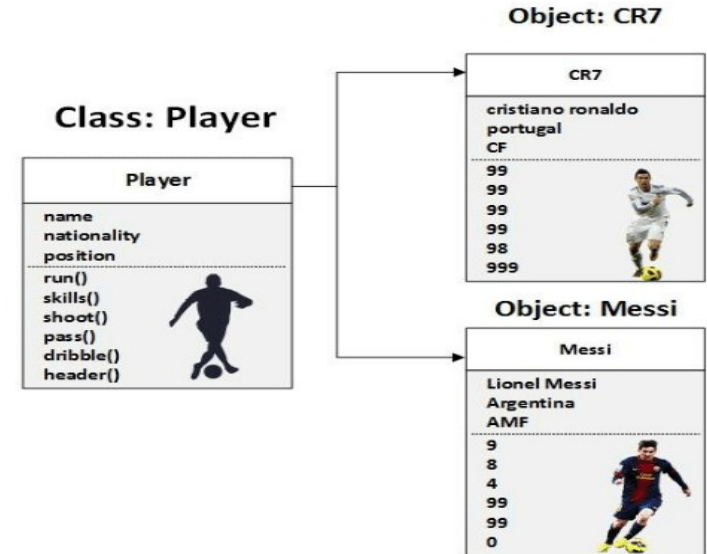 Object: CR7
CR7
cristiano ronaldo
portugal
CF
99
99
99
99
98
999
Class: Player
Player
name
nationality
position
run()
skills()
shoot()
pass()
dribble()
header()
Object: Messi
Messi
Lionel Messi
Argentina
AMF
9
8
4
99
99
0